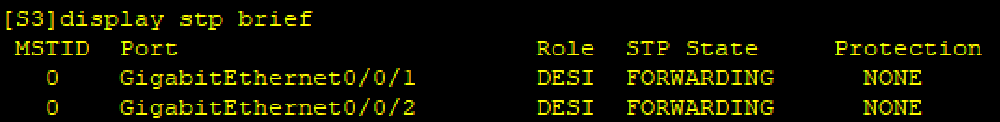 [S3]display stp brief
MSTID Port Role STP State Protection
0 GigabitEthernet0/0/1 DESI FORWARDING NONE
0 GigabitEthernet0/0/2 DESI FORWARDING NONE